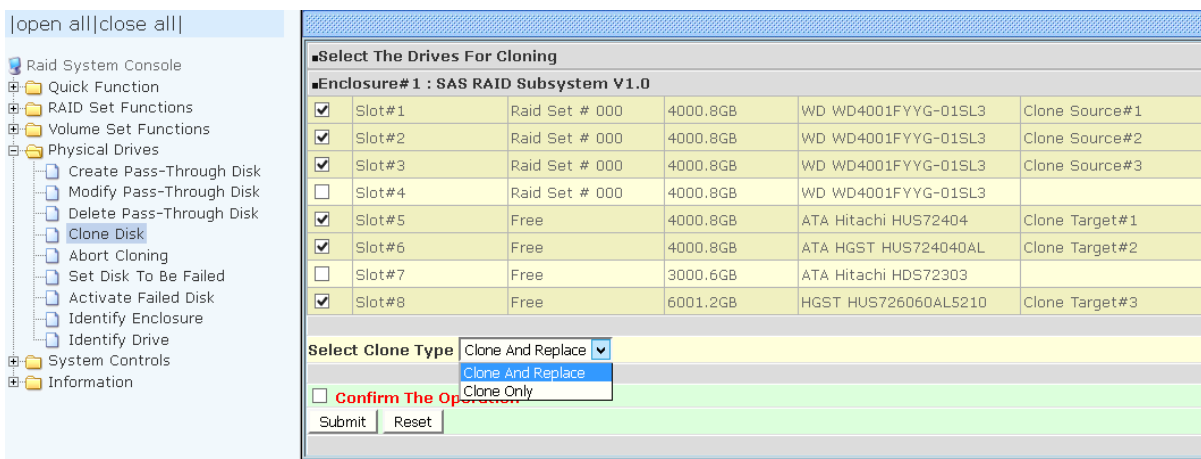 |open all|close all|
Raid System Console
Quick Function
RAID Set Functions
Volume Set Functions
Physical Drives
Create Pass-Through Disk
Modify Pass-Through Disk
Delete Pass-Through Disk
Clone Disk
Abort Cloning
Set Disk To Be Failed
Activate Failed Disk
Identify Enclosure
Identify Drive
System Controls
Information
▪Select The Drives For Cloning
▪Enclosure#1 : SAS RAID Subsystem V1.0
Slot#1 Raid Set # 000 4000.8GB WD WD4001FYYG-01SL3 Clone Source#1
Slot#2 Raid Set # 000 4000.8GB WD WD4001FYYG-01SL3 Clone Source#2
Slot#3 Raid Set # 000 4000.8GB WD WD4001FYYG-01SL3 Clone Source#3
Slot#4 Raid Set # 000 4000.8GB WD WD4001FYYG-01SL3
Slot#5 Free 4000.8GB ATA Hitachi HUS72404 Clone Target#1
Slot#6 Free 4000.8GB ATA HGST HUS724040AL Clone Target#2
Slot#7 Free 3000.6GB ATA Hitachi HDS72303
Slot#8 Free 6001.2GB HGST HUS726060AL5210 Clone Target#3
Select Clone Type Clone And Replace
Clone And Replace
Clone Only
Confirm The Operation
Submit Reset